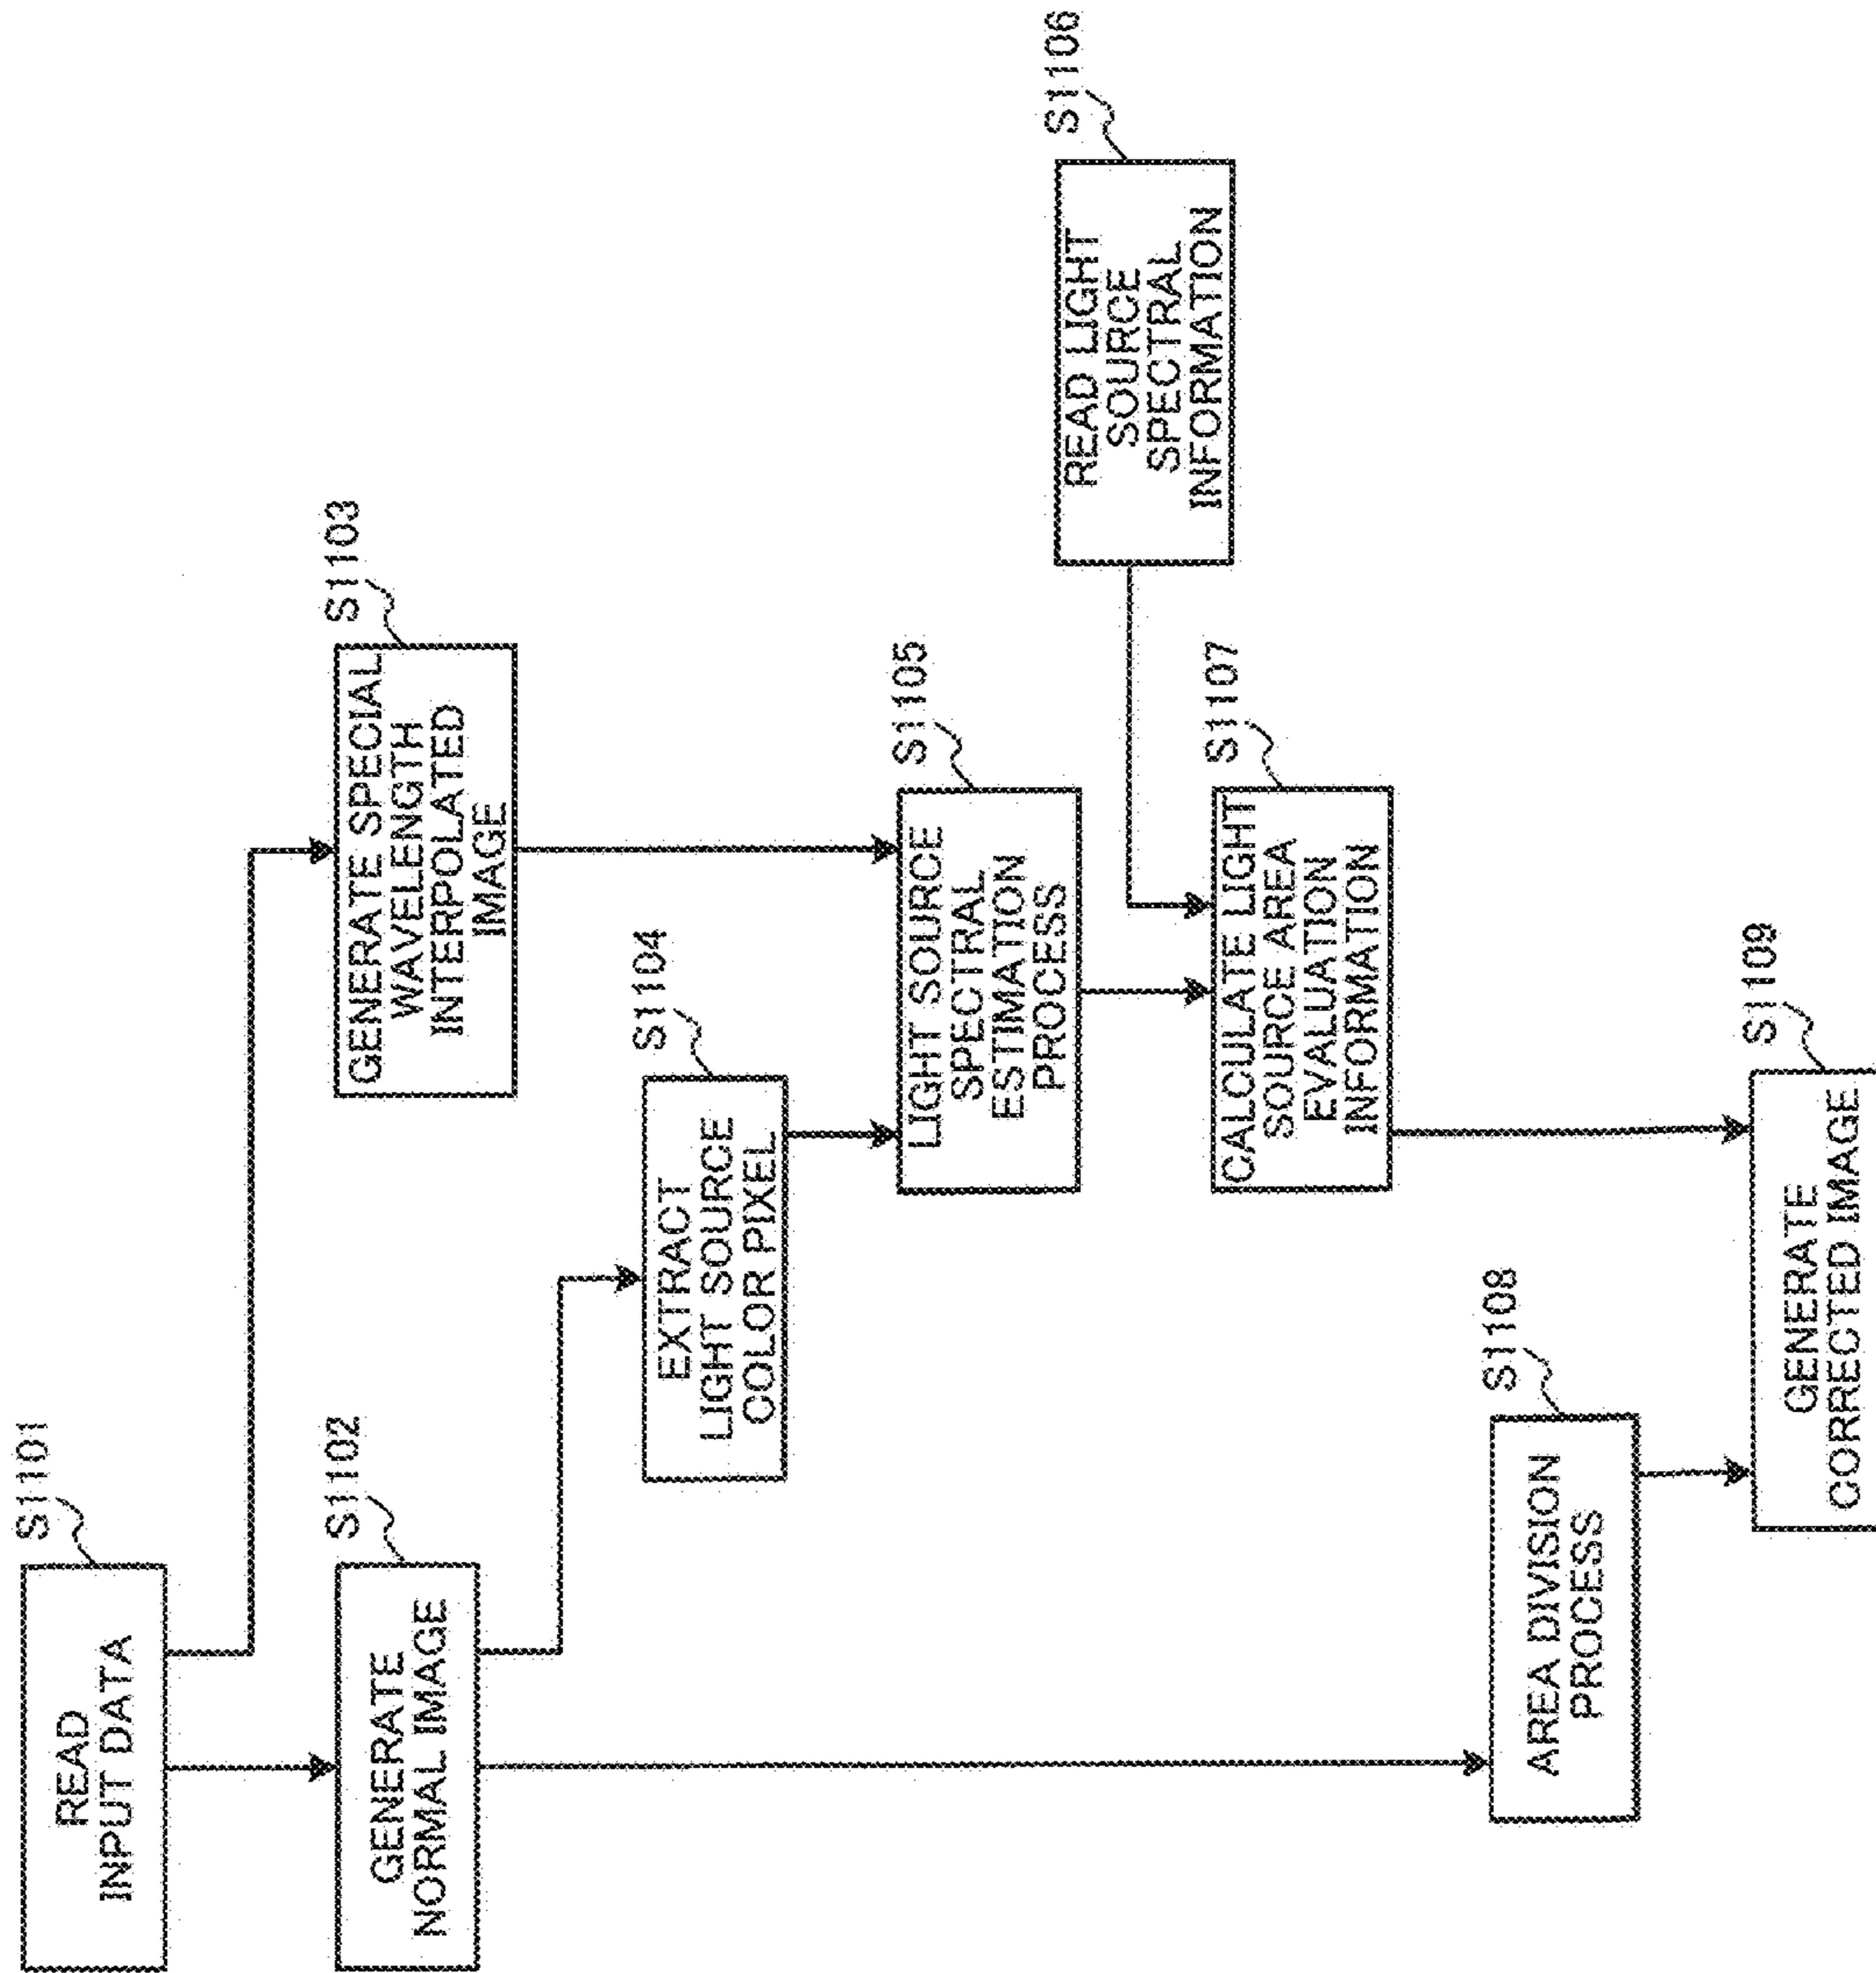 S1101
READ
INPUT DATA
S1102
GENERATE
NORMAL IMAGE
S1103
GENERATE SPECIAL
WAVELENGTH
INTERPOLATED
IMAGE
S1104
EXTRACT
LIGHT SOURCE
COLOR PIXEL
S1105
LIGHT SOURCE
SPECTRAL
ESTIMATION
PROCESS
S1106
READ LIGHT
SOURCE
SPECTRAL
INFORMATION
S1107
CALCULATE LIGHT
SOURCE AREA
EVALUATION
INFORMATION
S1108
AREA DIVISION
PROCESS
S1109
GENERATE
CORRECTED IMAGE